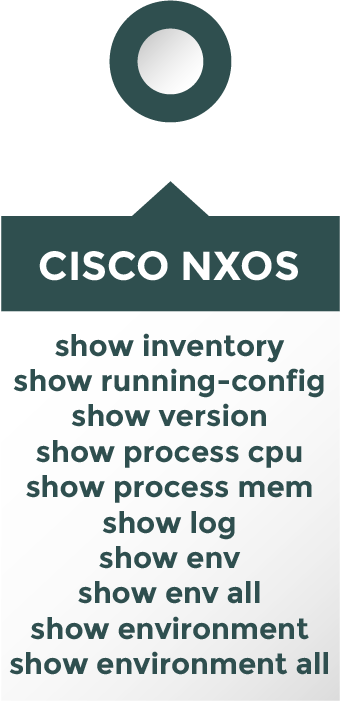 CISCO NXOS
show inventory
show running-config
show version
show process cpu
show process mem
show log
show env
show env all
show environment
show environment all